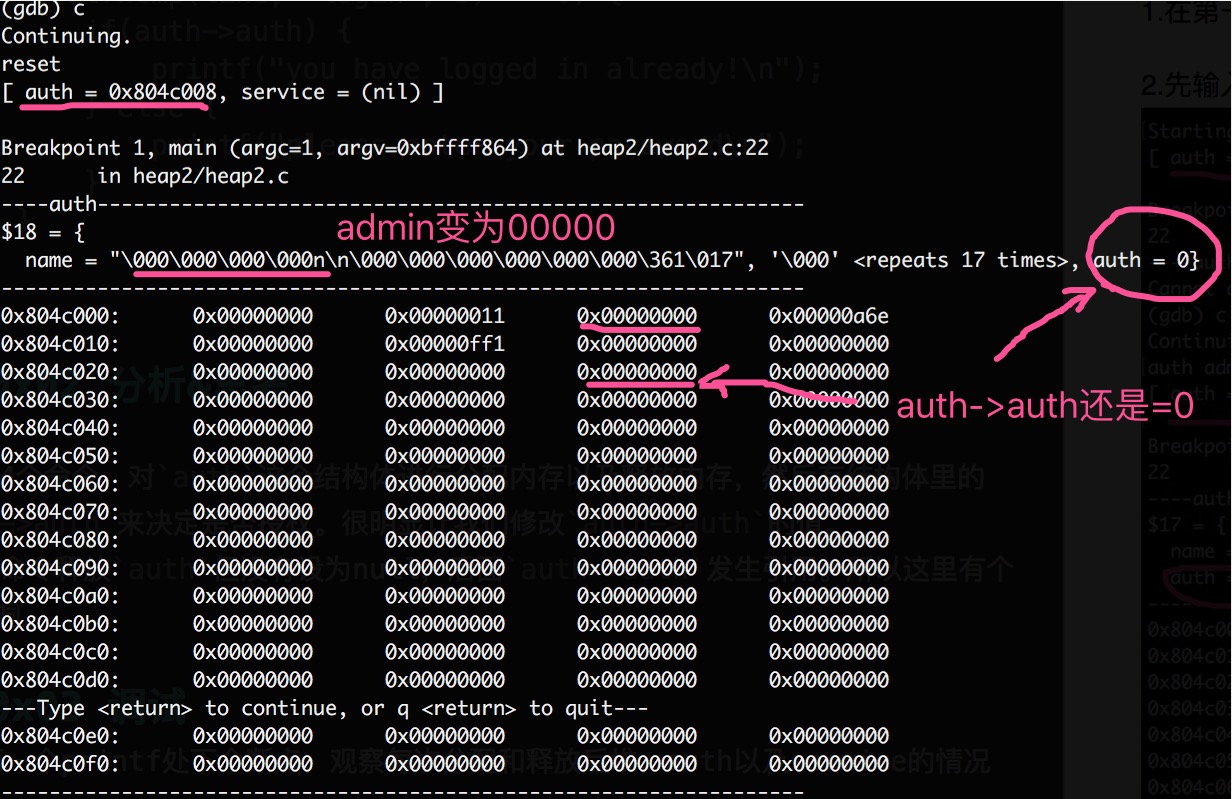 (gdb) c
Continuing.
reset
[ auth = 0x804c008, service = (nil) ]
Breakpoint 1, main (argc=1, argv=0xbffff864) at heap2/heap2.c:22
22      in heap2/heap2.c
----auth-------------------------------------------------------
admin变为00000
$18 = {
  name = "\000\000\000\000n\n\000\000\000\000\000\000\361\017", '\000' <repeats 17 times>, auth = 0}
---------------------------------------------------------------
0x804c000:      0x00000000      0x00000011      0x00000000      0x00000a6e
0x804c010:      0x00000ff1      0x00000000      0x00000000
0x804c020:      0x00000000      0x00000000      0x00000000      0x00000000
0x804c030:      0x00000000      0x00000000      0x00000000      0x00000000
auth->auth还是=0
0x804c040:      0x00000000      0x00000000      0x00000000      0x00000000
0x804c050:      0x00000000      0x00000000      0x00000000      0x00000000
0x804c060:      0x00000000      0x00000000      0x00000000      0x00000000
0x804c070:      0x00000000      0x00000000      0x00000000      0x00000000
0x804c080:      0x00000000      0x00000000      0x00000000      0x00000000
0x804c090:      0x00000000      0x00000000      0x00000000      0x00000000
0x804c0a0:      0x00000000      0x00000000      0x00000000      0x00000000
0x804c0b0:      0x00000000      0x00000000      0x00000000      0x00000000
0x804c0c0:      0x00000000      0x00000000      0x00000000      0x00000000
0x804c0d0:      0x00000000      0x00000000      0x00000000      0x00000000
---Type <return> to continue, or q <return> to quit---
0x804c0e0:      0x00000000      0x00000000      0x00000000      0x00000000
0x804c0f0:      0x00000000      0x00000000      0x00000000      0x00000000
---------------------------------------------------------------